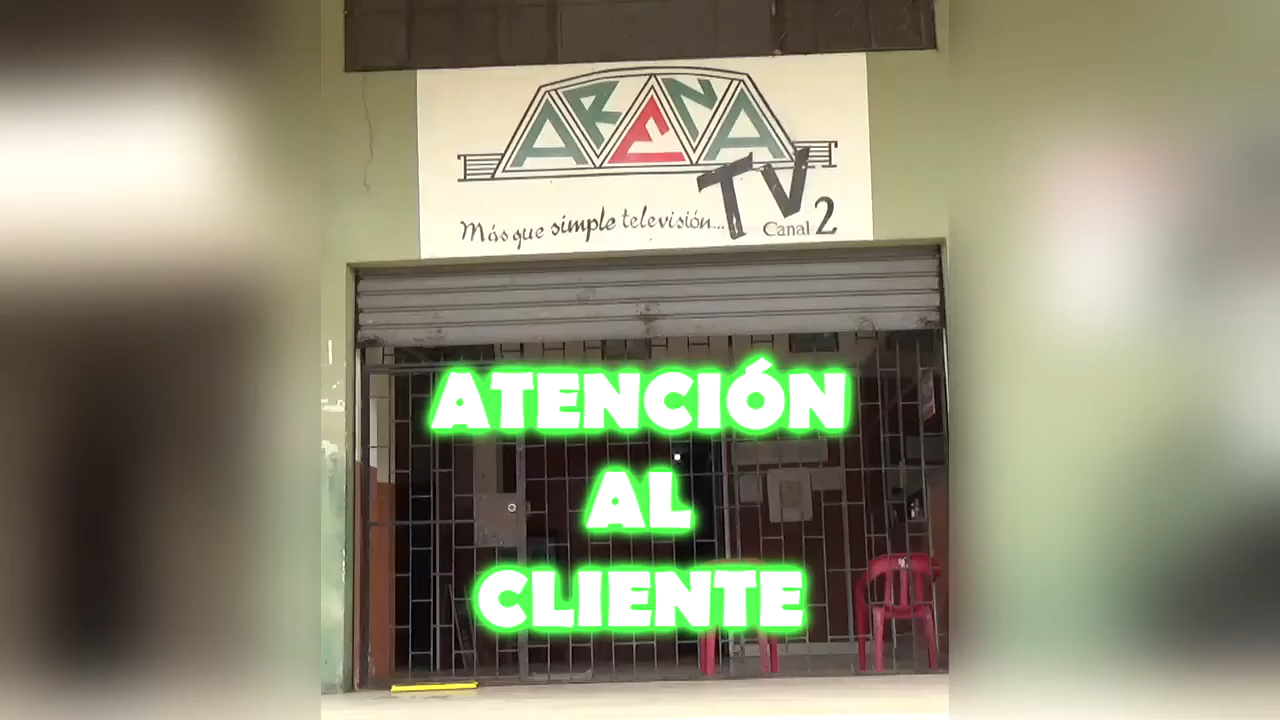 ARENA
TV
Más que simple televisión... Canal 2
ATENCIÓN
AL
CLIENTE